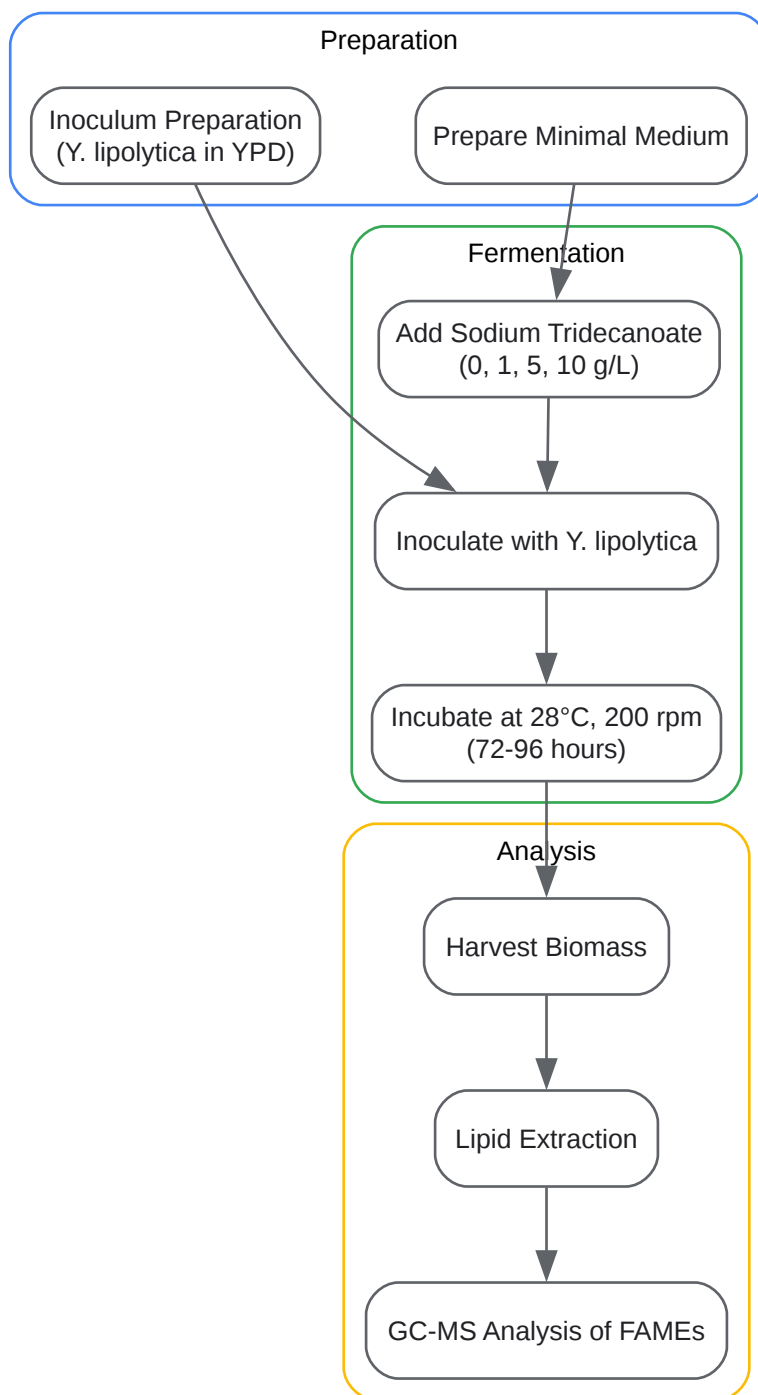 Preparation
Inoculum Preparation
(Y. lipolytica in YPD)
Prepare Minimal Medium
Fermentation
Add Sodium Tridecanoate
(0, 1, 5, 10 g/L)
Inoculate with Y. lipolytica
Incubate at 28°C, 200 rpm
(72-96 hours)
Analysis
Harvest Biomass
Lipid Extraction
GC-MS Analysis of FAMEs